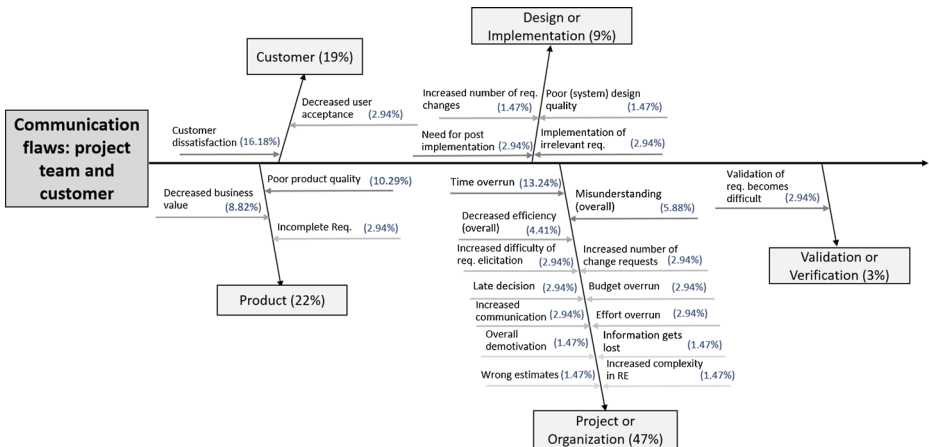 Design or
Implementation (9%)
Customer (19%)
Increased number of req.
changes (1.47%)
Poor (system) design
quality (1.47%)
Decreased user
acceptance (2.94%)
Communication
flaws: project
team and
customer
Customer
dissatisfaction (16.18%)
Need for post
implementation (2.94%)
Implementation of
irrelevant req. (2.94%)
Poor product quality (10.29%)
Decreased business
value (8.82%)
Incomplete Req. (2.94%)
Product (22%)
Time overrun (13.24%)
Misunderstanding
(overall) (5.88%)
Decreased efficiency
(overall) (4.41%)
Increased difficulty of
req. elicitation (2.94%)
Increased number of
change requests (2.94%)
Late decision (2.94%)
Budget overrun (2.94%)
Increased
communication (2.94%)
Effort overrun (2.94%)
Overall
demotivation (1.47%)
Information gets
lost (1.47%)
Wrong estimates (1.47%)
Increased complexity
in RE (1.47%)
Project or
Organization (47%)
Validation of
req. becomes
difficult (2.94%)
Validation or
Verification (3%)